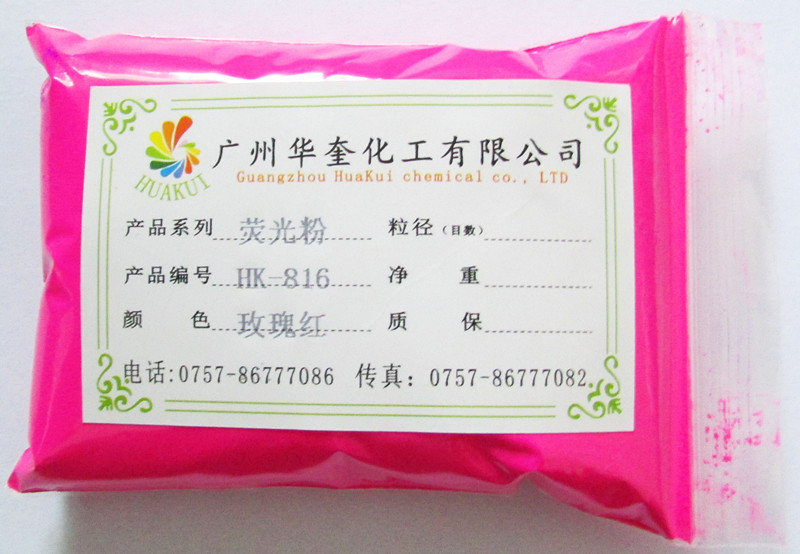 HUAKUI
广州华奎化工有限公司
Guangzhou HuaKui chemical co., LTD
产品系列 荧光粉 粒径(目数)
产品编号 HK-816 净 重
颜 色 玫瑰红 质 保
电话:0757-86777086 传真: 0757-86777082